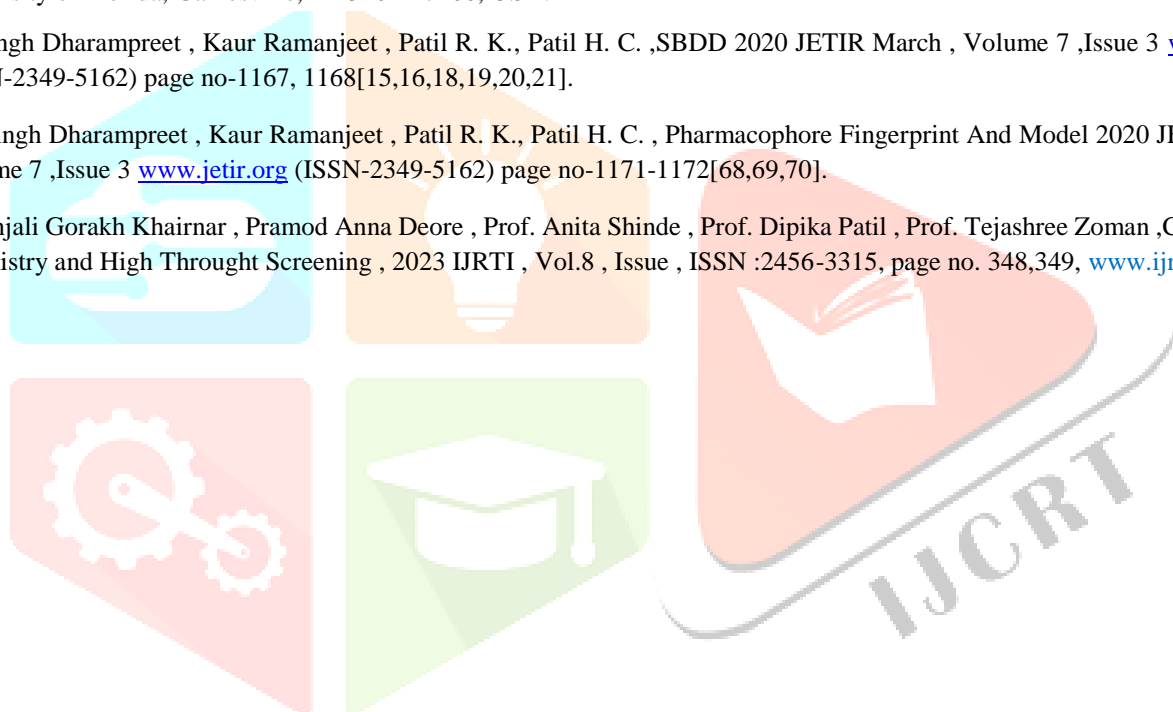 ngh Dharampreet , Kaur Ramanjeet , Patil R. K., Patil H. C. ,SBDD 2020 JETIR March , Volume 7 ,Issue 3
-2349-5162) page no-1167, 1168[15,16,18,19,20,21].
ingh Dharampreet , Kaur Ramanjeet , Patil R. K., Patil H. C. , Pharmacophore Fingerprint And Model 2020
me 7 ,Issue 3 www.jetir.org (ISSN-2349-5162) page no-1171-1172[68,69,70].
njali Gorakh Khairnar , Pramod Anna Deore , Prof. Anita Shinde , Prof. Dipika Patil , Prof. Tejashree Zoman ,
istry and High Throught Screening , 2023 IJRTI , Vol.8 , Issue , ISSN :2456-3315, page no. 348,349,
IJCRT